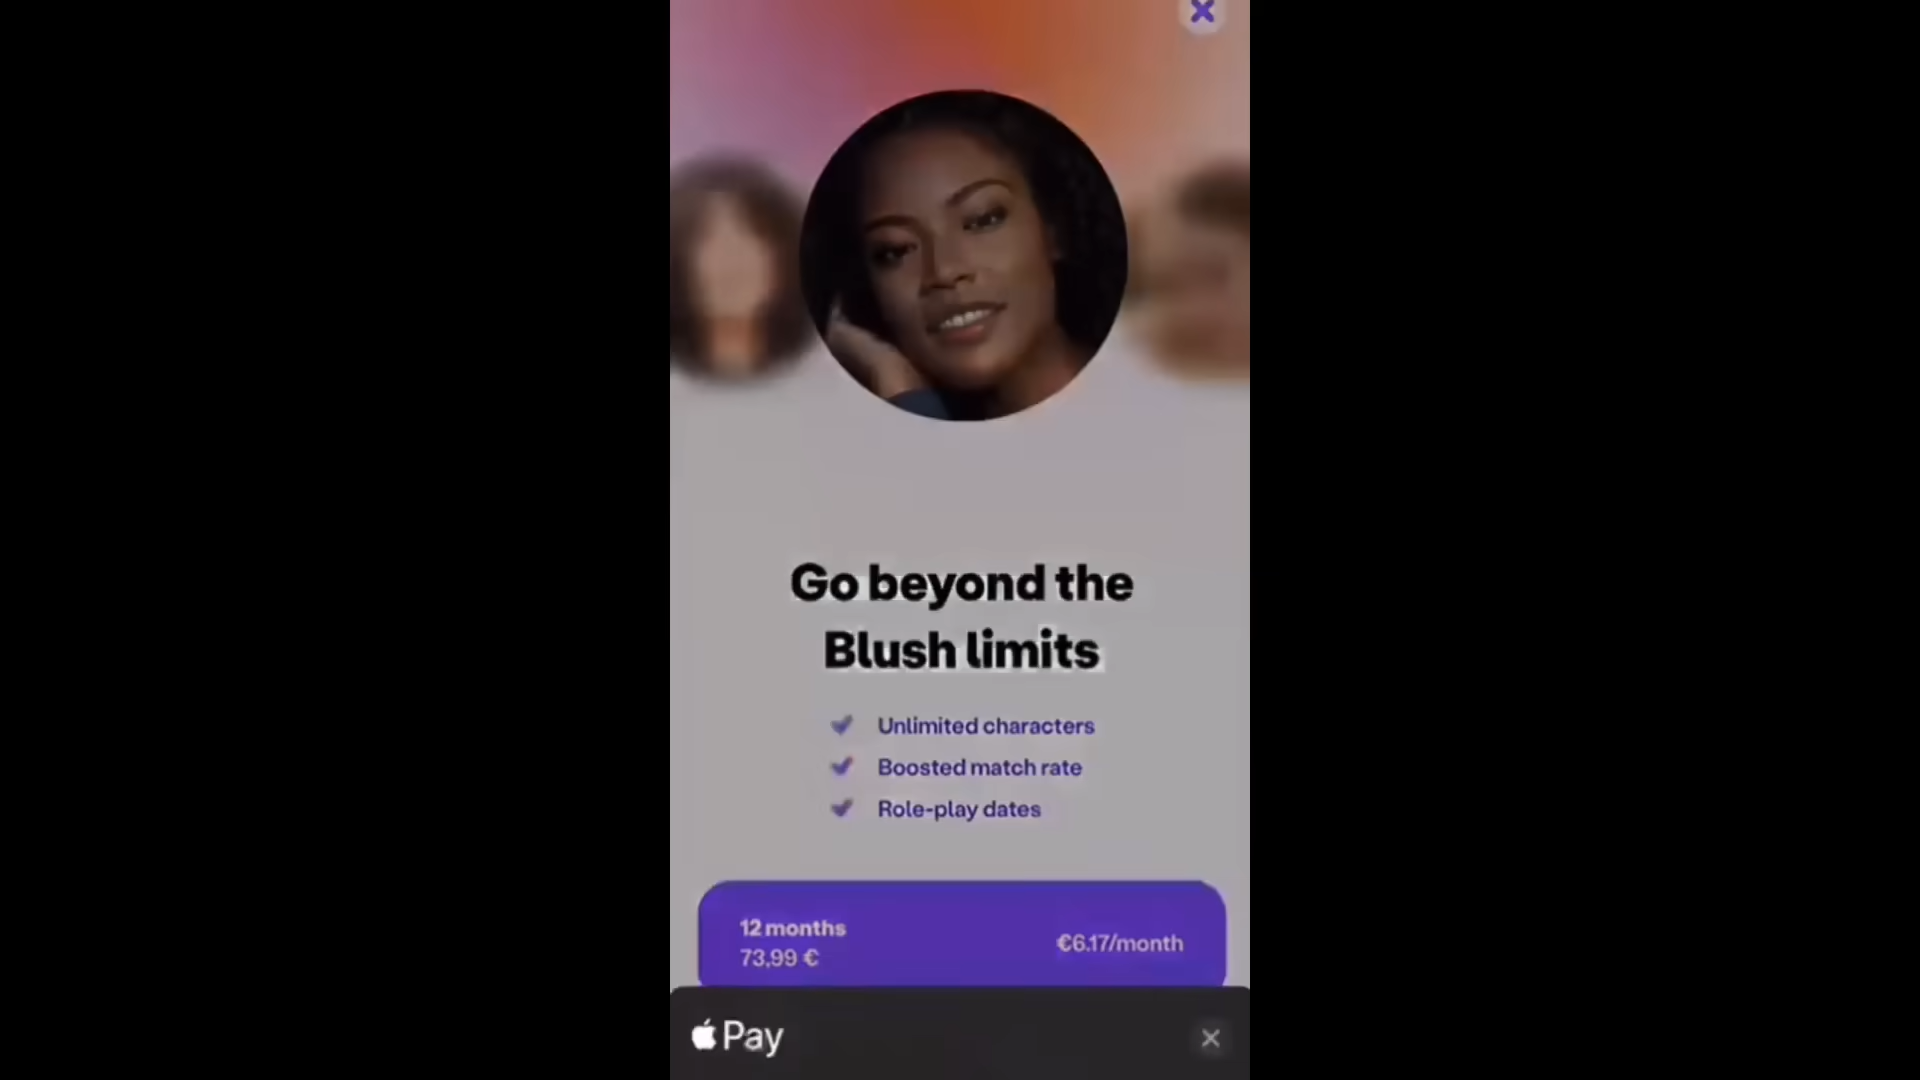 Go beyond the
Blush limits
Unlimited characters
Boosted match rate
Role-play dates
12 months
73,99 €
€6.17/month
Pay